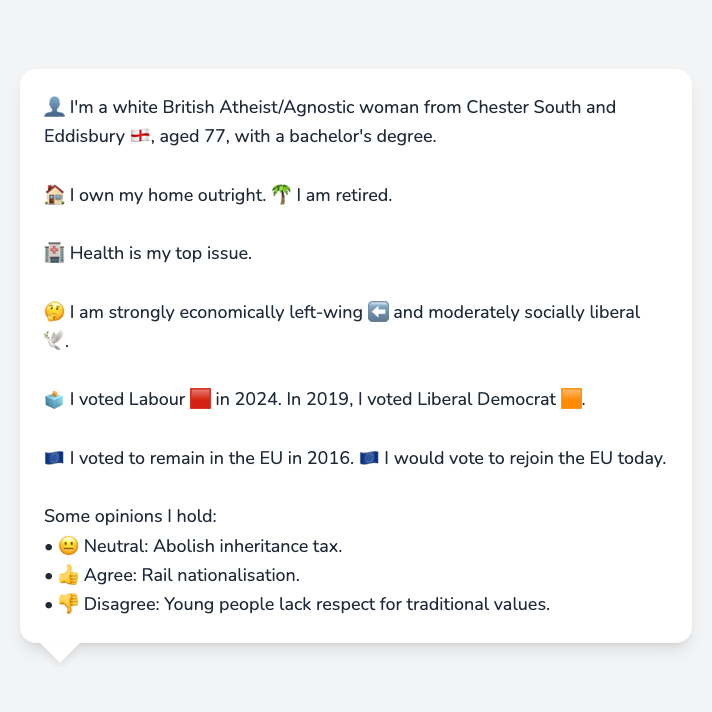 👤 I'm a white British Atheist/Agnostic woman from Chester South and
Eddisbury 🏴󠁧󠁢󠁥󠁮󠁧󠁿, aged 77, with a bachelor's degree.
🏠 I own my home outright. 🌴 I am retired.
🏥 Health is my top issue.
🤔 I am strongly economically left-wing ⬅️ and moderately socially liberal
🕊️.
🗳️ I voted Labour 🟥 in 2024. In 2019, I voted Liberal Democrat 🟧.
🇪🇺 I voted to remain in the EU in 2016. 🇪🇺 I would vote to rejoin the EU today.
Some opinions I hold:
• 😐 Neutral: Abolish inheritance tax.
• 👍 Agree: Rail nationalisation.
• 👎 Disagree: Young people lack respect for traditional values.